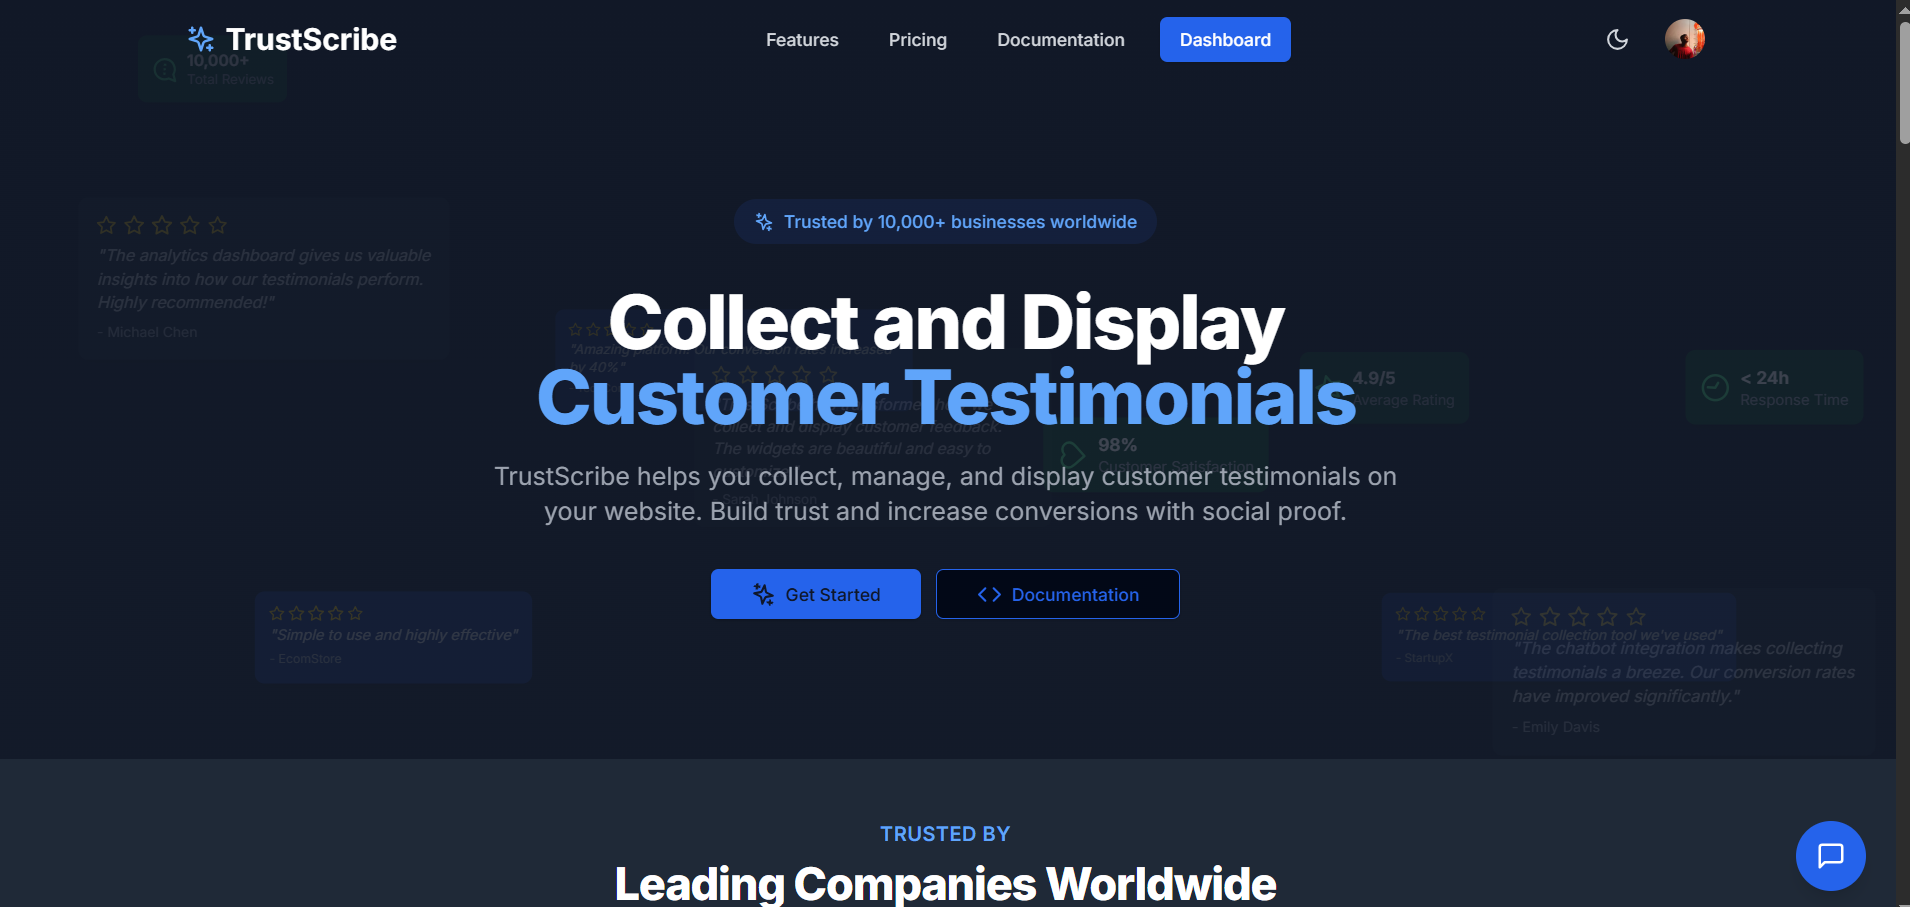 TrustScribe
Features
Pricing
Documentation
Dashboard
10,000+
Total Reviews
Trusted by 10,000+ businesses worldwide
"The analytics dashboard gives us valuable
insights into how our testimonials perform.
Highly recommended!"
- Michael Chen
Collect and Display
Customer Testimonials
"Amazing platform! Our conversion rates increased
by 40%"
collect and display customer feedback.
The widgets are beautiful and easy to
- Sarah Johnson
4.9/5
Average Rating
98%
Customer Satisfaction
< 24h
Response Time
TrustScribe helps you collect, manage, and display customer testimonials on
your website. Build trust and increase conversions with social proof.
Get Started
Documentation
"Simple to use and highly effective"
- EcomStore
"The best testimonial collection tool we've used"
- StartupX
"The chatbot integration makes collecting
testimonials a breeze. Our conversion rates
have improved significantly."
- Emily Davis
TRUSTED BY
Leading Companies Worldwide